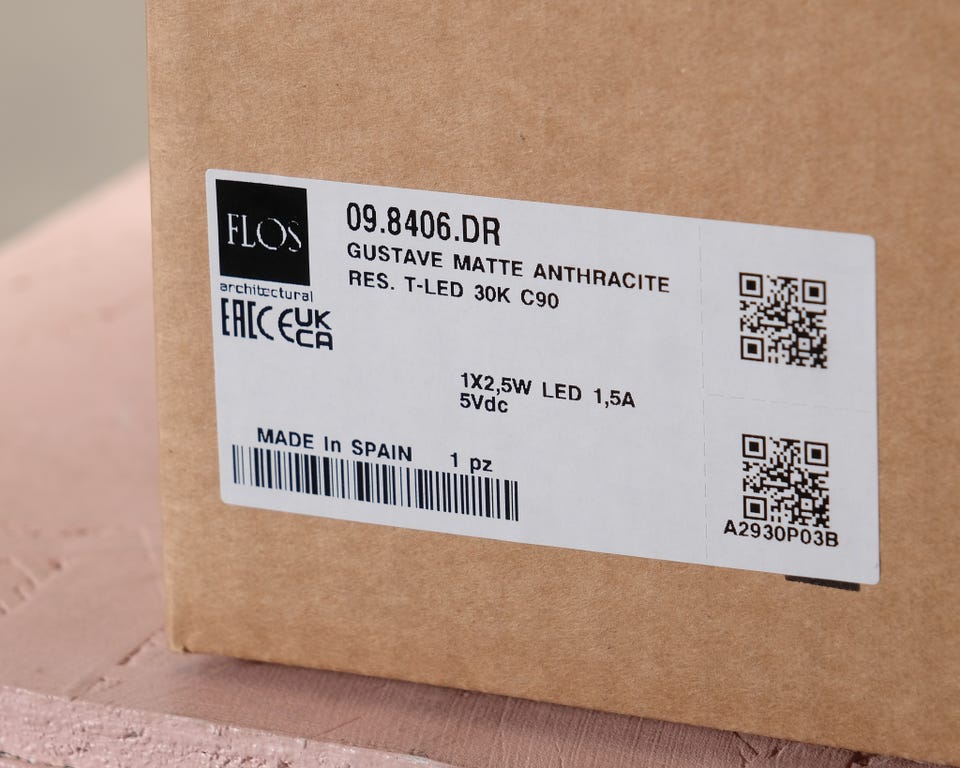 FLOS
architectural
EAC CE UK
CA
09.8406.DR
GUSTAVE MATTE ANTHRACITE
RES. T-LED 30K C90
1X2,5W LED 1,5A
5Vdc
MADE In SPAIN 1 pz
A2930P03B